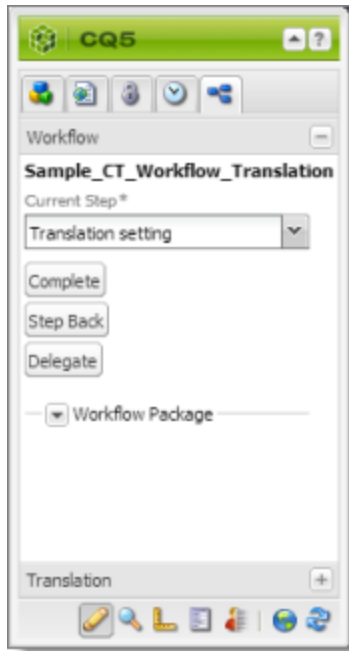 CQ5
?
Workflow
Sample_CT_Workflow_Translation
Current Step*
Translation setting
Complete
Step Back
Delegate
Workflow Package
Translation